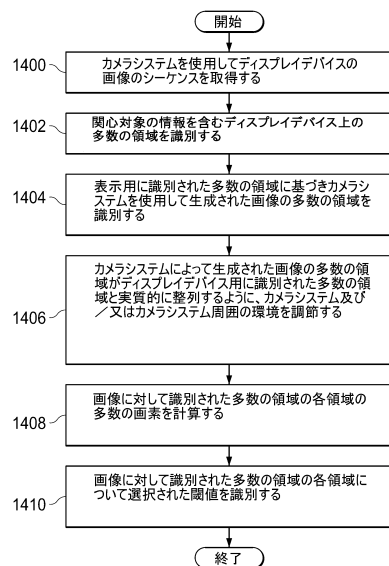 開始
1400
カメラシステムを使用してディスプレイデバイスの
画像のシーケンスを取得する
1402
関心対象の情報を含むディスプレイデバイス上の
多数の領域を識別する
1404
表示用に識別された多数の領域に基づきカメラシ
ステムを使用して生成された画像の多数の領域を
識別する
1406
カメラシステムによって生成された画像の多数の領
域がディスプレイデバイス用に識別された多数の領
域と実質的に整列するように、カメラシステム及び
／又はカメラシステム周囲の環境を調節する
1408
画像に対して識別された多数の領域の各領域の
多数の画素を計算する
1410
画像に対して識別された多数の領域の各領域に
ついて選択された閾値を識別する
終了